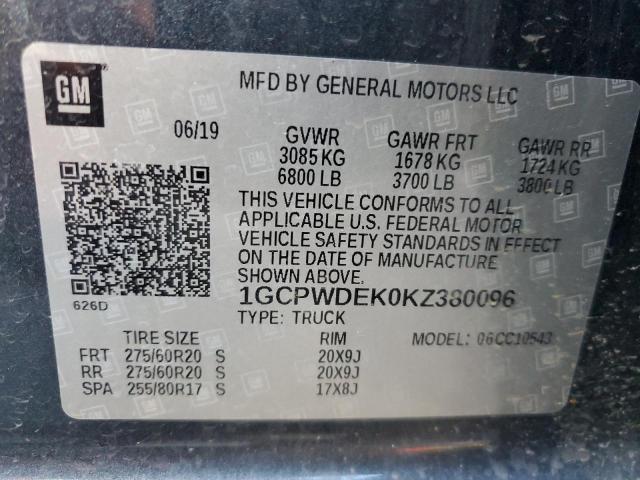 GM
MFD BY GENERAL MOTORS LLC
06/19
GVWR GAWR FRT GAWR RR
3085 KG 1678 KG 1724 KG
6800 LB 3700 LB 3800 LB
THIS VEHICLE CONFORMS TO ALL
APPLICABLE U.S. FEDERAL MOTOR
VEHICLE SAFETY STANDARDS IN EFFECT
ON THE DATE OF MANUFACTURE
SHOWN ABOVE.
626D
1GCPWDEK0KZ380096
TYPE: TRUCK MODEL: 06CC10543
TIRE SIZE RIM
FRT 275/60R20 S 20X9J
RR 275/60R20 S 20X9J
SPA 255/80R17 S 17X8J